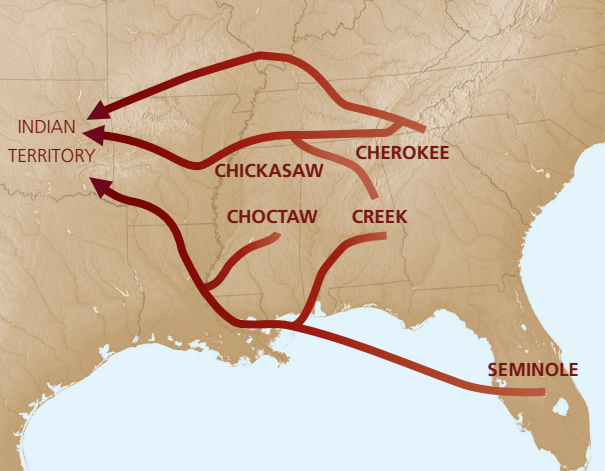 INDIAN
TERRITORY
CHEROKEE
CHICKASAW
CHOCTAW
CREEK
SEMINOLE